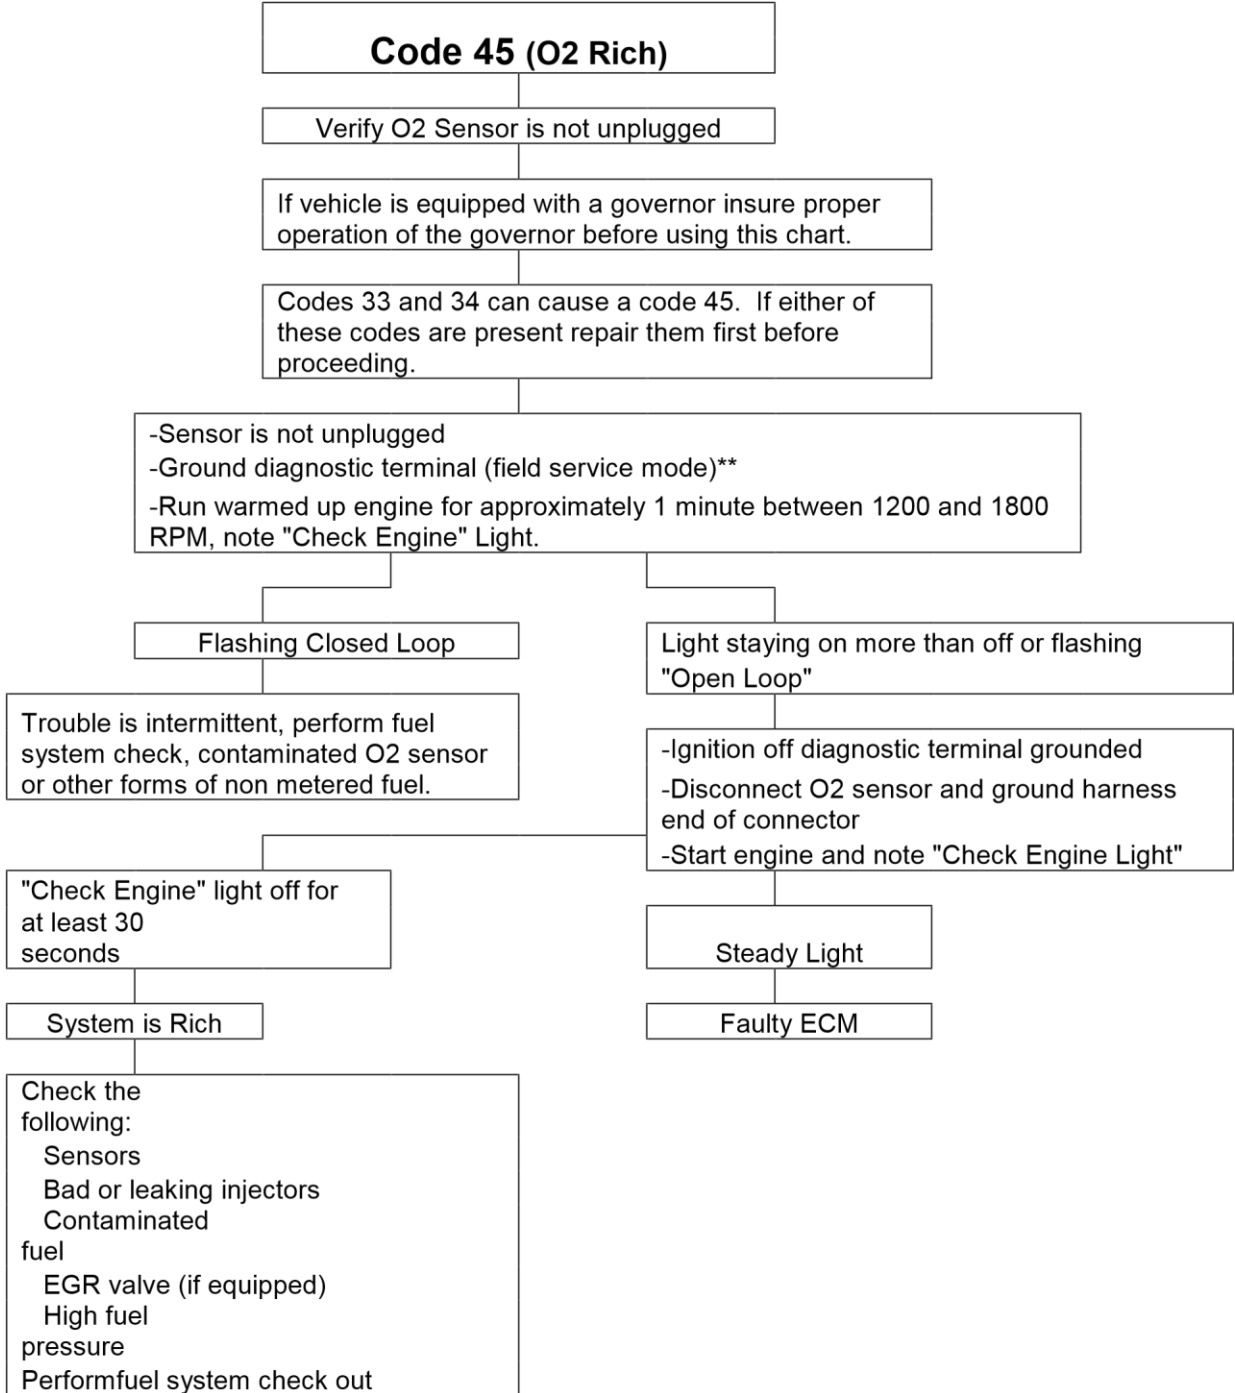 Code 45 (O2 Rich)
Verify O2 Sensor is not unplugged
If vehicle is equipped with a governor insure proper
operation of the governor before using this chart.
Codes 33 and 34 can cause a code 45.  If either of
these codes are present repair them first before
proceeding.
-Sensor is not unplugged
-Ground diagnostic terminal (field service mode)**
-Run warmed up engine for approximately 1 minute between 1200 and 1800
RPM, note "Check Engine" Light.
Flashing Closed Loop
Trouble is intermittent, perform fuel
system check, contaminated O2 sensor
or other forms of non metered fuel.
Light staying on more than off or flashing
"Open Loop"
-Ignition off diagnostic terminal grounded
-Disconnect O2 sensor and ground harness
end of connector
-Start engine and note "Check Engine Light"
"Check Engine" light off for
at least 30
seconds
System is Rich
Check the
following:
Sensors
Bad or leaking injectors
Contaminated
fuel
EGR valve (if equipped)
High fuel
pressure
Performfuel system check out
Steady Light
Faulty ECM